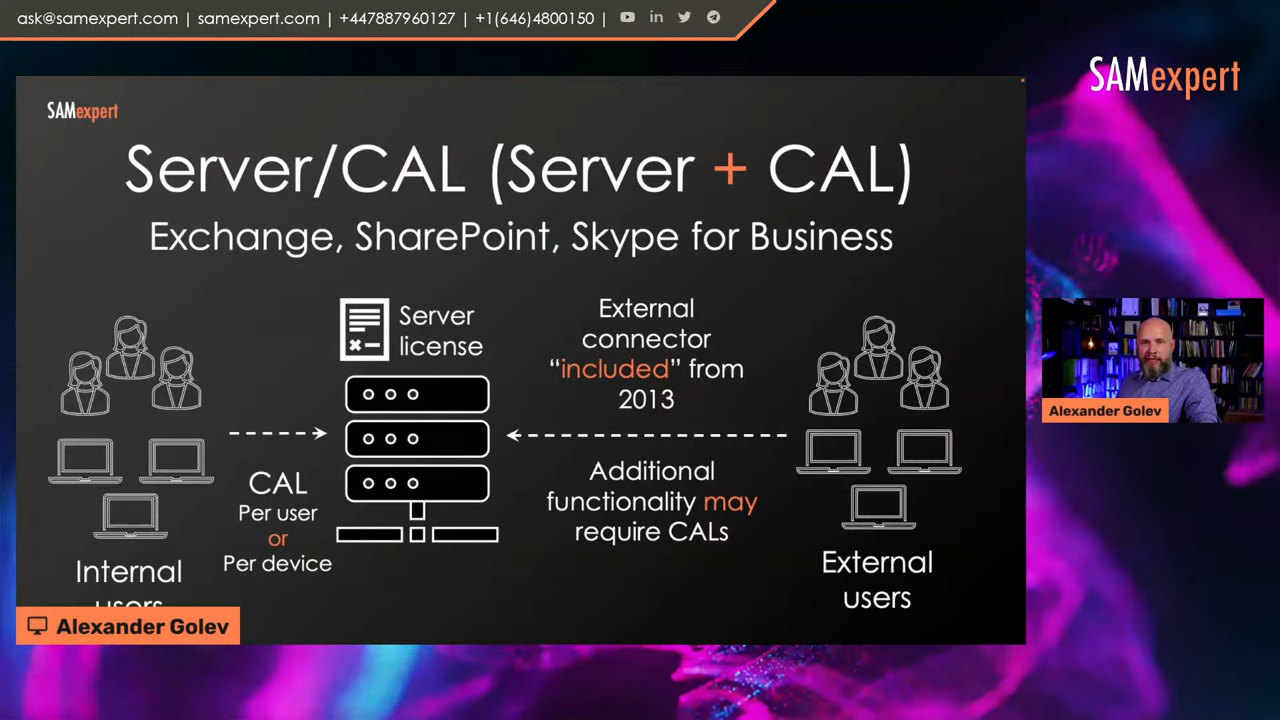 ask@samexpert.com | samexpert.com | +447887960127 | +1(646)4800150 |
SAMexpert
SAMexpert
Server/CAL (Server + CAL)
Exchange, SharePoint, Skype for Business
Server
license
External
connector
“included” from
2013
CAL
Per user
or
Per device
Additional
functionality may
require CALs
Internal
users
External
users
Alexander Golev
Alexander Golev